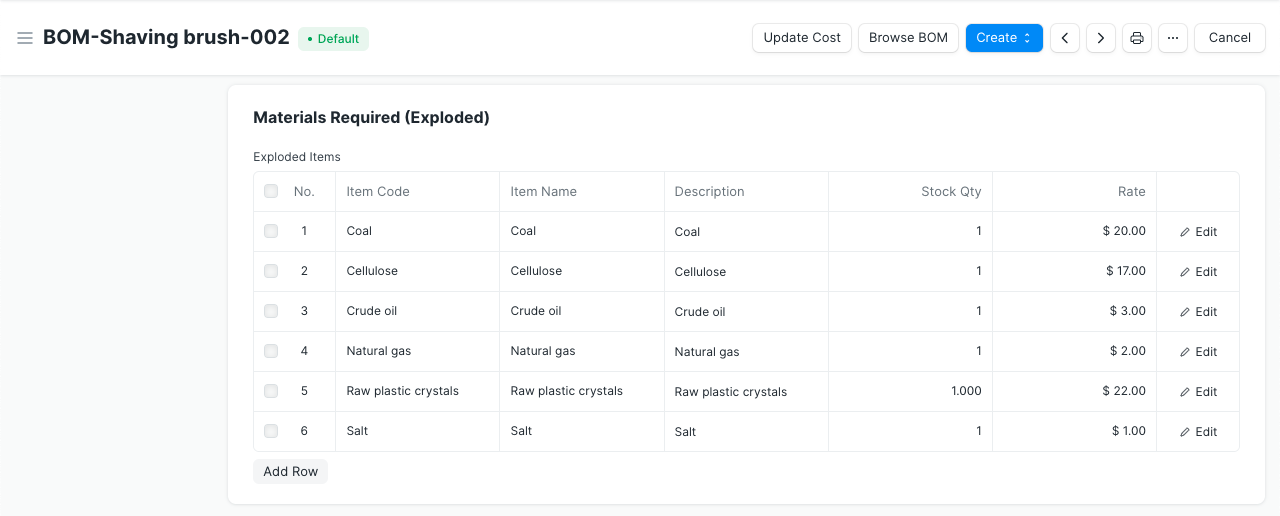 BOM-Shaving brush-002 • Default Update Cost Browse BOM Create ... Cancel
Materials Required (Exploded)
Exploded Items
No. Item Code Item Name Description Stock Qty Rate
1 Coal Coal Coal 1 $ 20.00 Edit
2 Cellulose Cellulose Cellulose 1 $ 17.00 Edit
3 Crude oil Crude oil Crude oil 1 $ 3.00 Edit
4 Natural gas Natural gas Natural gas 1 $ 2.00 Edit
5 Raw plastic crystals Raw plastic crystals Raw plastic crystals 1.000 $ 22.00 Edit
6 Salt Salt Salt 1 $ 1.00 Edit
Add Row